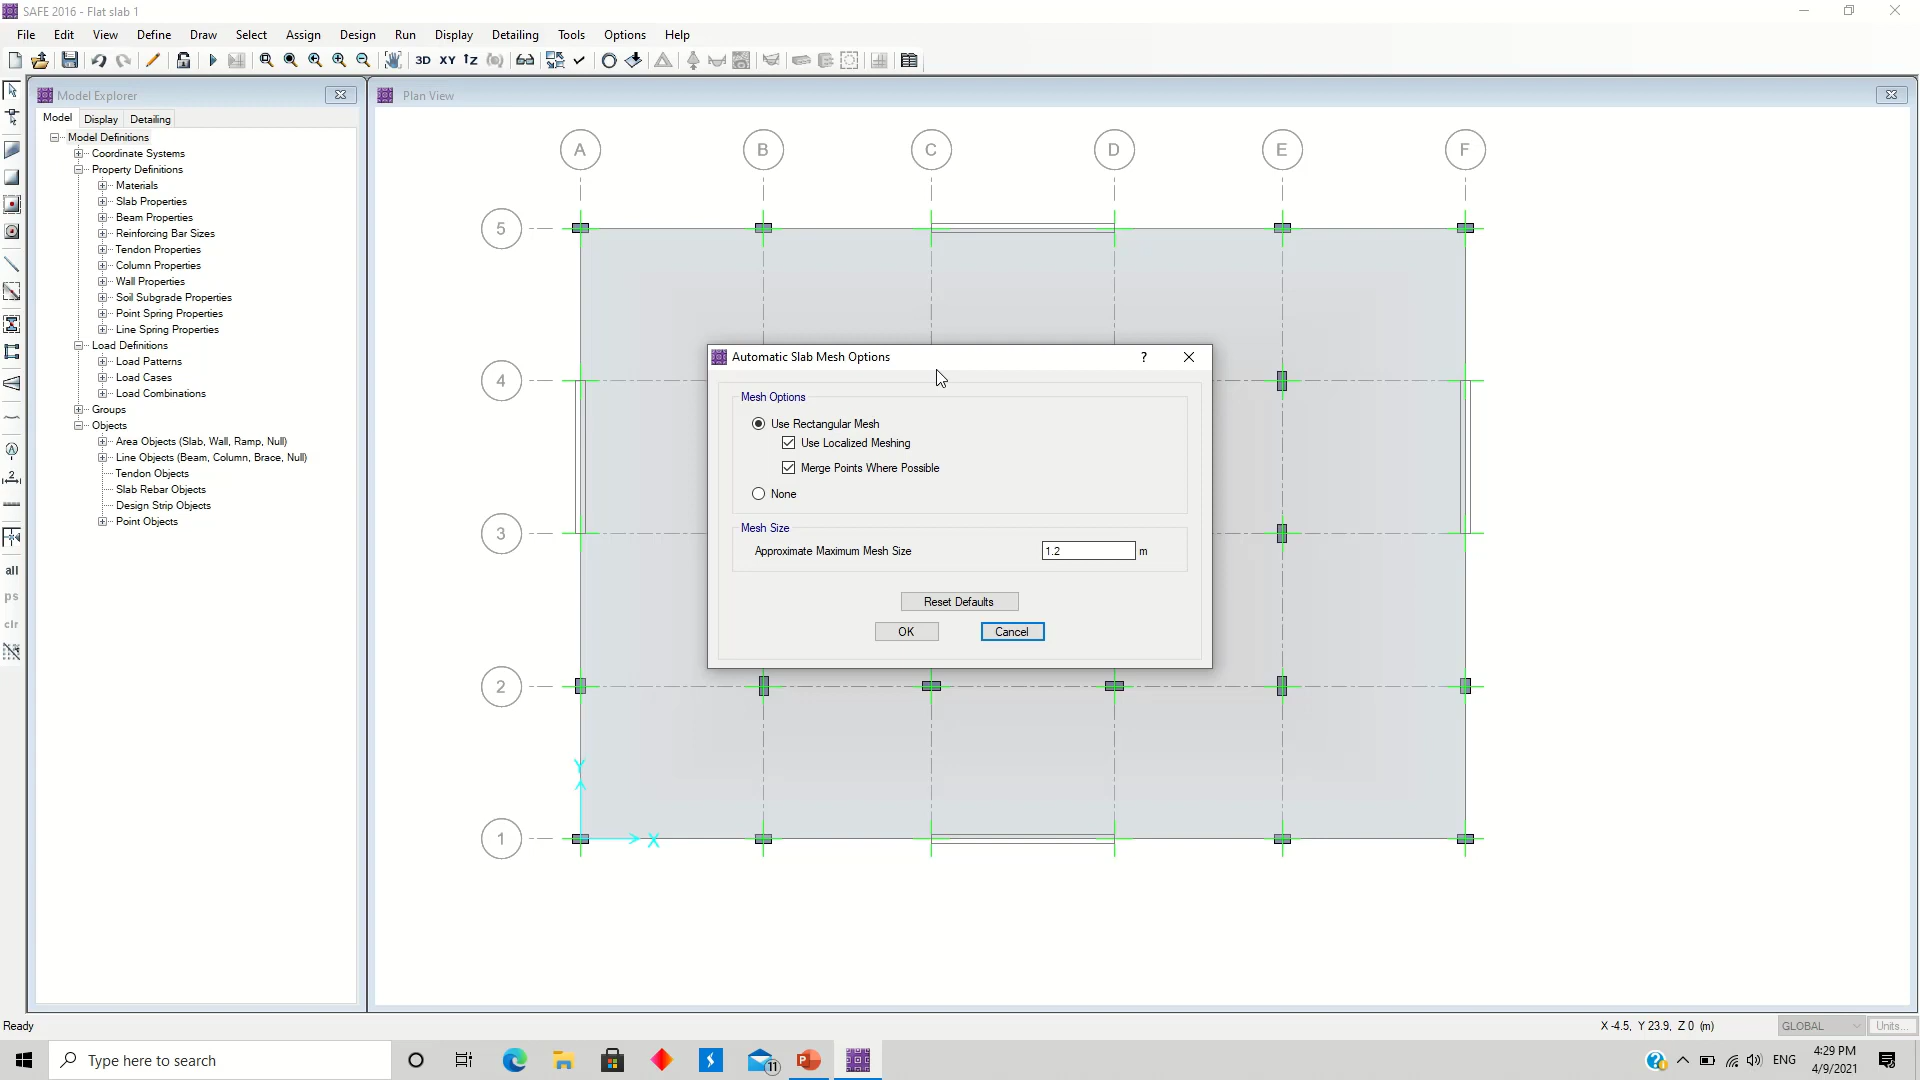 SAFE 2016 - Flat slab 1
File Edit View Define Draw Select Assign Design Run Display Detailing Tools Options Help
3D XY
Model Explorer
Model Display Detailing
Model Definitions
Coordinate Systems
Property Definitions
Materials
Slab Properties
Beam Properties
Reinforcing Bar Sizes
Tendon Properties
Column Properties
Wall Properties
Soil Subgrade Properties
Point Spring Properties
Line Spring Properties
Load Definitions
Load Patterns
Load Cases
Load Combinations
Groups
Objects
Area Objects (Slab, Wall, Ramp, Null)
Line Objects (Beam, Column, Brace, Null)
Tendon Objects
Slab Rebar Objects
Design Strip Objects
Point Objects
all
ps
clr
Plan View
A B C D E F
5
4
3
2
1
Y
X
Automatic Slab Mesh Options ?
Mesh Options
Use Rectangular Mesh
Use Localized Meshing
Merge Points Where Possible
None
Mesh Size
Approximate Maximum Mesh Size 1.2 m
Reset Defaults
OK Cancel
Ready X -4.5, Y 23.9, Z 0 (m) GLOBAL Units...
Type here to search 11 ENG 4:29 PM
4/9/2021